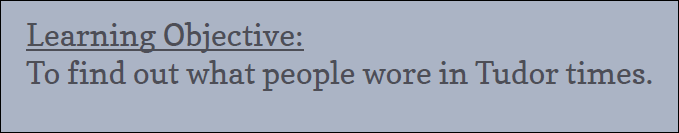 Learning Objective:
To find out what people wore in Tudor times.